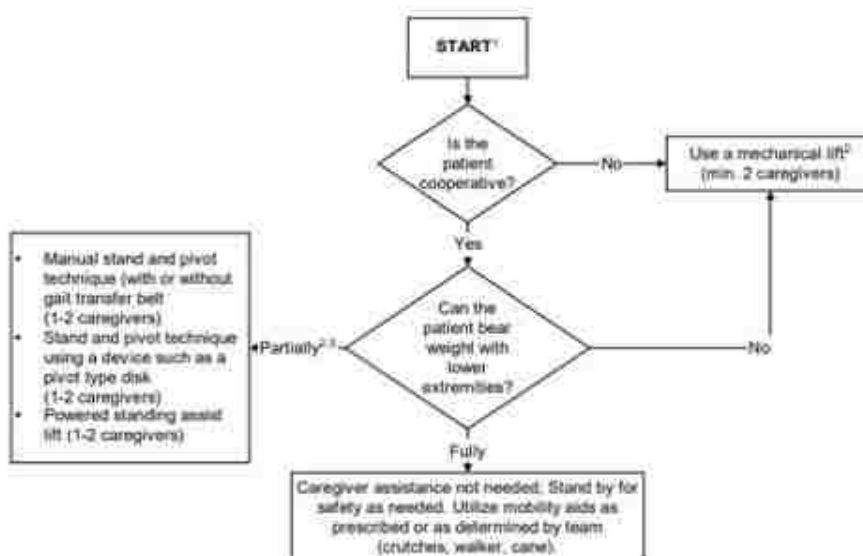 START¹
Is the
patient
cooperative?
No
Use a mechanical lift²
(min. 2 caregivers)
Yes
• Manual stand and pivot
technique (with or without
gait transfer belt
(1-2 caregivers)
• Stand and pivot technique
using a device such as a
pivot type disk
(1-2 caregivers)
• Powered standing assist
lift (1-2 caregivers)
Partially
Can the
patient bear
weight with
lower
extremities?
No
Fully
Caregiver assistance not needed; Stand by for
safety as needed. Utilize mobility aids as
prescribed or as determined by team
(crutches, walker, cane).